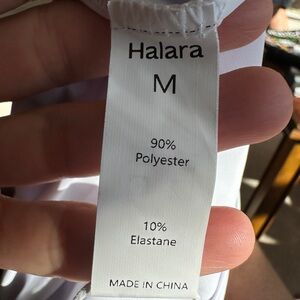 Halara
M
90%
Polyester
10%
Elastane
MADE IN CHINA